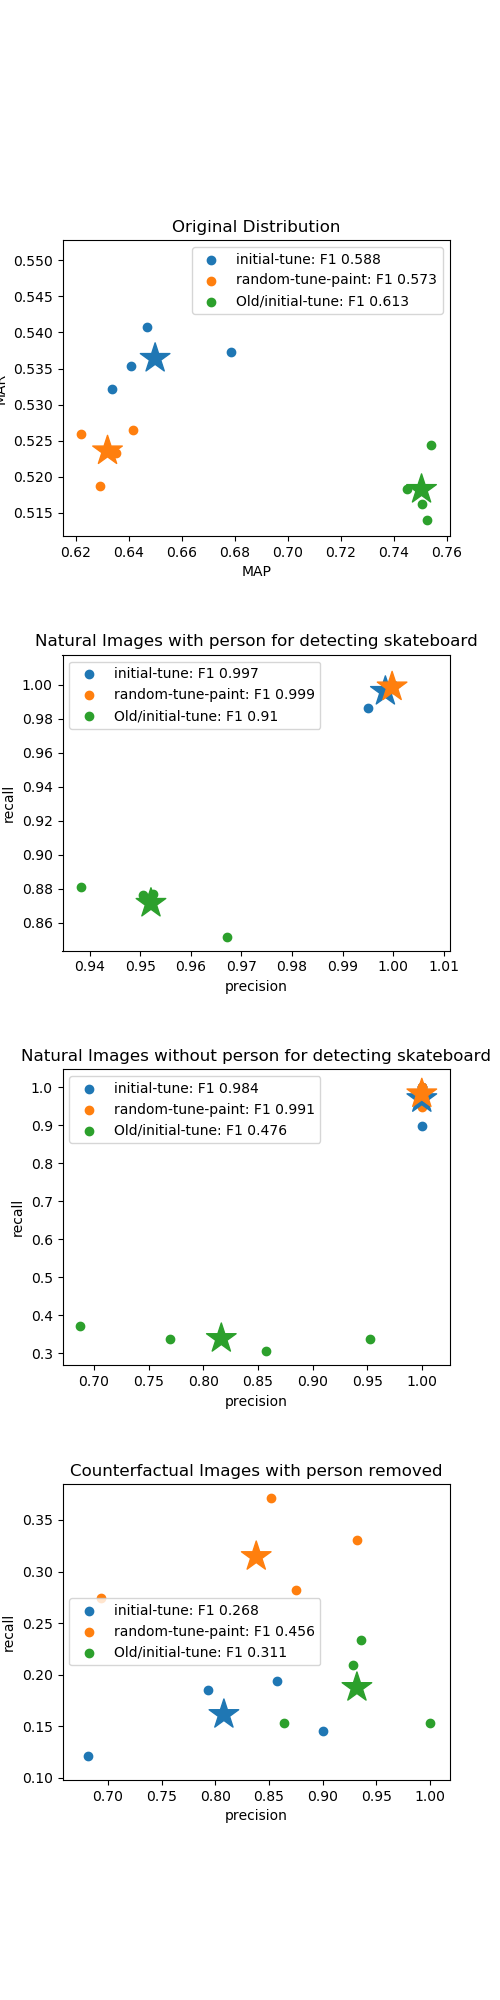 Original Distribution
initial-tune: F1 0.588
random-tune-paint: F1 0.573
Old/initial-tune: F1 0.613
0.550
0.545
0.540
0.535
0.530
0.525
0.520
0.515
MAR
0.62 0.64 0.66 0.68 0.70 0.72 0.74 0.76
MAP
Natural Images with person for detecting skateboard
initial-tune: F1 0.997
random-tune-paint: F1 0.999
Old/initial-tune: F1 0.91
1.00
0.98
0.96
0.94
0.92
0.90
0.88
0.86
recall
0.94 0.95 0.96 0.97 0.98 0.99 1.00 1.01
precision
Natural Images without person for detecting skateboard
initial-tune: F1 0.984
random-tune-paint: F1 0.991
Old/initial-tune: F1 0.476
1.0
0.9
0.8
0.7
0.6
0.5
0.4
0.3
recall
0.70 0.75 0.80 0.85 0.90 0.95 1.00
precision
Counterfactual Images with person removed
initial-tune: F1 0.268
random-tune-paint: F1 0.456
Old/initial-tune: F1 0.311
0.35
0.30
0.25
0.20
0.15
0.10
recall
0.70 0.75 0.80 0.85 0.90 0.95 1.00
precision